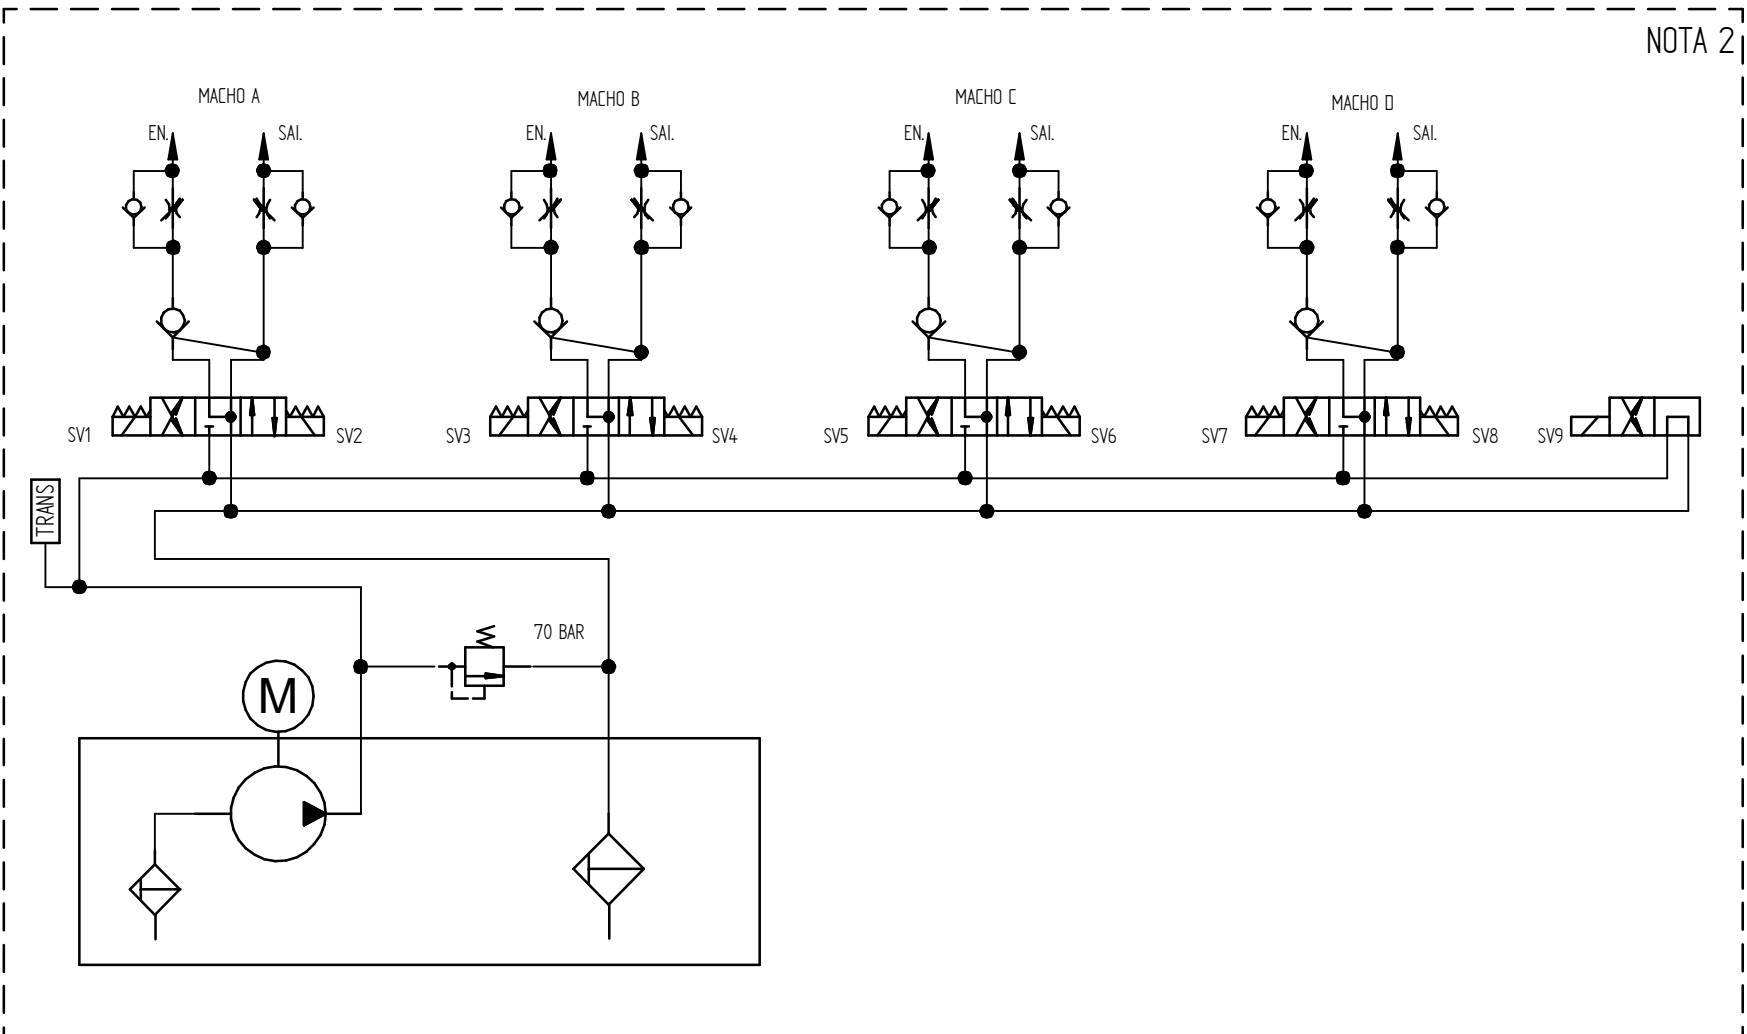 NOTA 2
MACHO A
MACHO B
MACHO C
MACHO D
EN.
SAI.
EN.
SAI.
EN.
SAI.
EN.
SAI.
SV1
SV2
SV3
SV4
SV5
SV6
SV7
SV8
SV9
TRANS
70 BAR
M